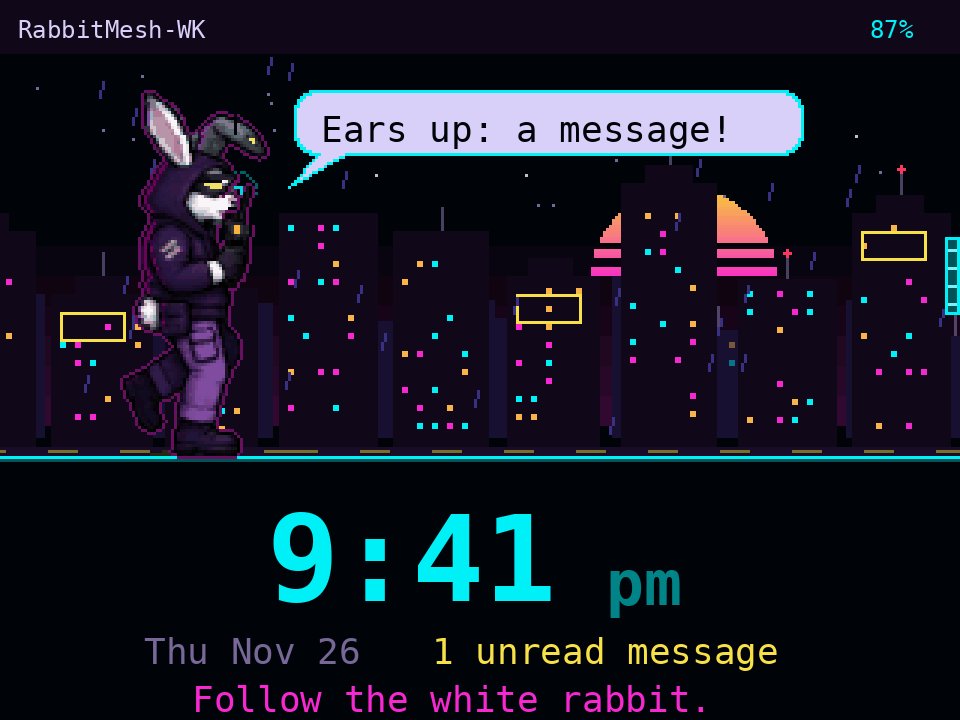 RabbitMesh-WK
87%
Ears up: a message!
9:41 pm
Thu Nov 26 1 unread message
Follow the white rabbit.